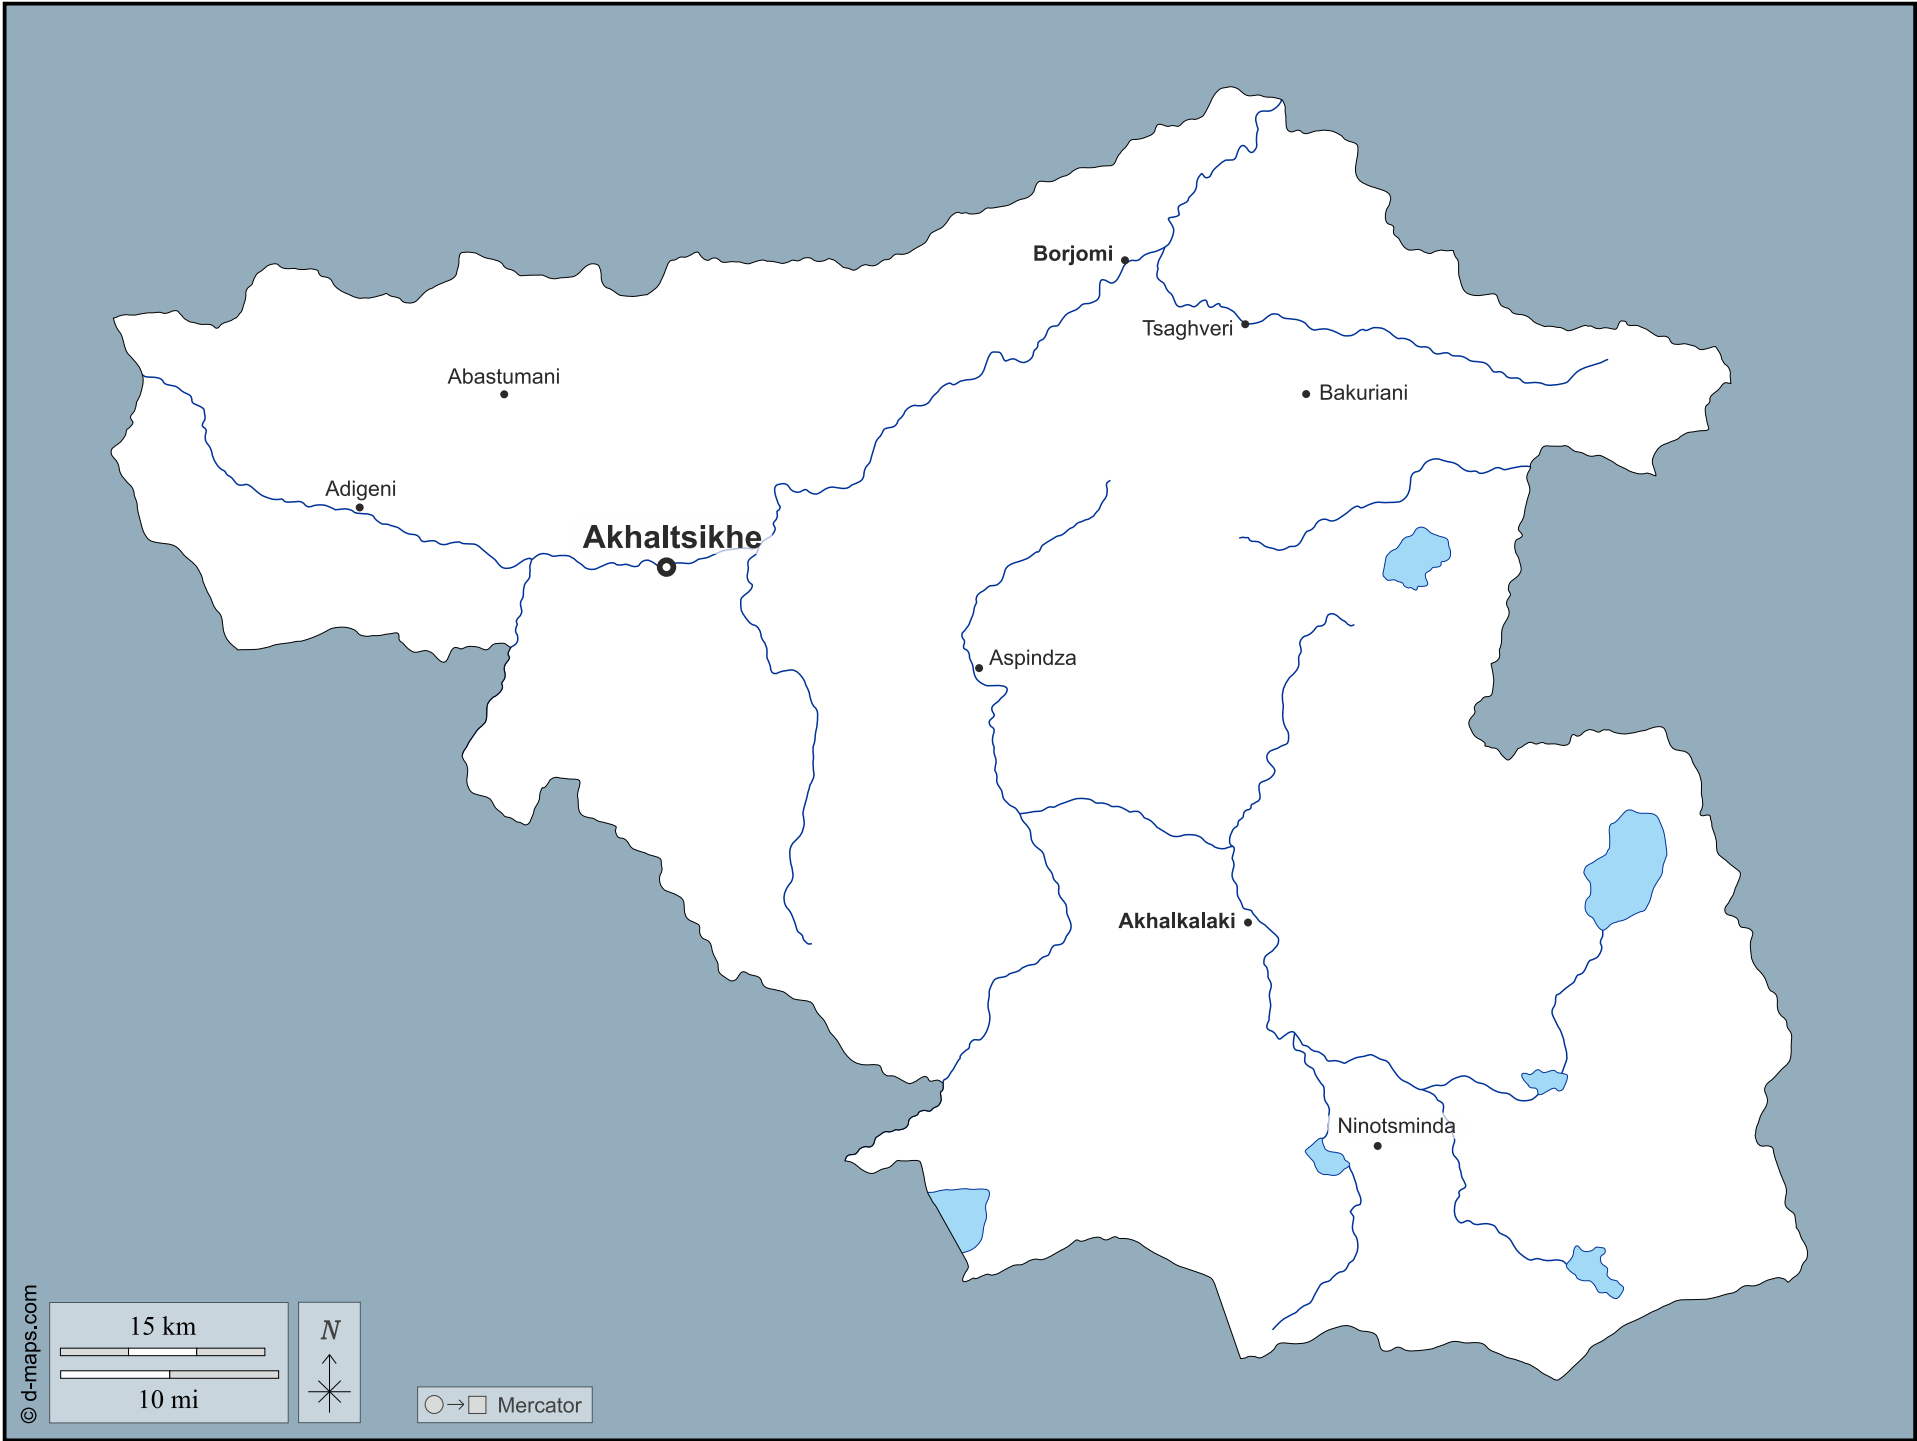 Borjomi
Tsaghveri
Abastumani
Bakuriani
Adigeni
Akhaltsikhe
Aspindza
Akhalkalaki
Ninotsminda
15 km
10 mi
N
Mercator
© d-maps.com